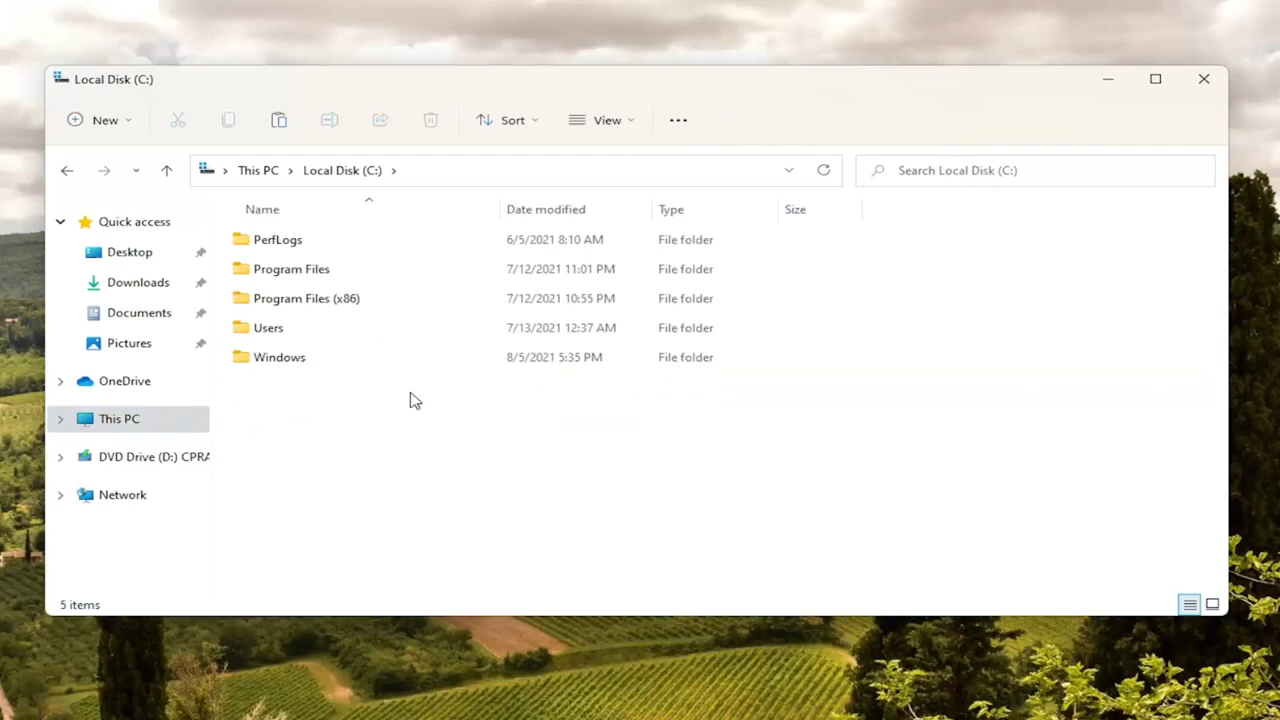 Local Disk (C:)
New Sort View
This PC Local Disk (C:) Search Local Disk (C:)
Name Date modified Type Size
Quick access
Desktop
Downloads
Documents
Pictures
OneDrive
This PC
DVD Drive (D:) CPRA
Network
PerfLogs 6/5/2021 8:10 AM File folder
Program Files 7/12/2021 11:01 PM File folder
Program Files (x86) 7/12/2021 10:55 PM File folder
Users 7/13/2021 12:37 AM File folder
Windows 8/5/2021 5:35 PM File folder
5 items